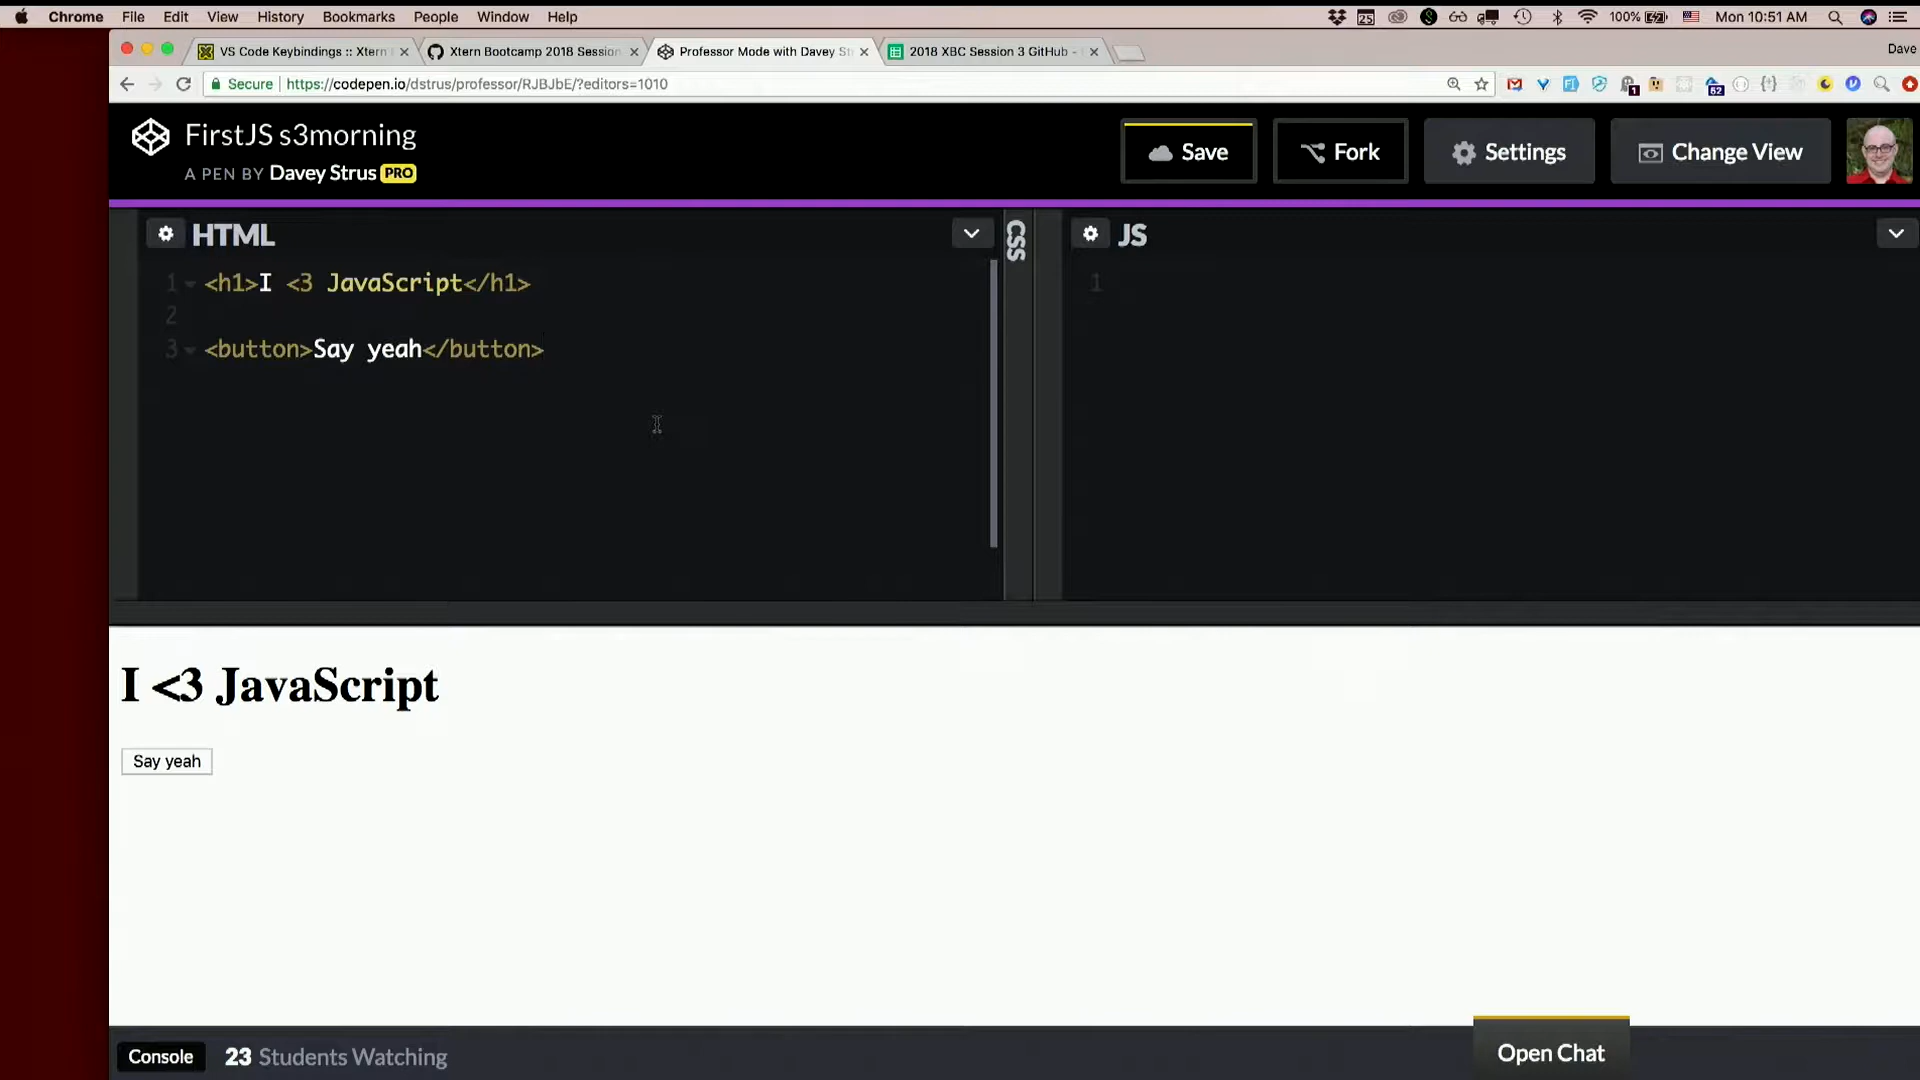 Chrome File Edit View History Bookmarks People Window Help 25 100% Mon 10:51 AM
VS Code Keybindings :: Xtern Xtern Bootcamp 2018 Session Professor Mode with Davey St 2018 XBC Session 3 GitHub - Dave
Secure https://codepen.io/dstrus/professor/RJBJbE/?editors=1010 1 62
FirstJS s3morning
A PEN BY Davey Strus PRO
Save Fork Settings Change View
HTML CSS JS
1 <h1>I <3 JavaScript</h1> 1
2
3 <button>Say yeah</button>
I <3 JavaScript
Say yeah
Console 23 Students Watching Open Chat